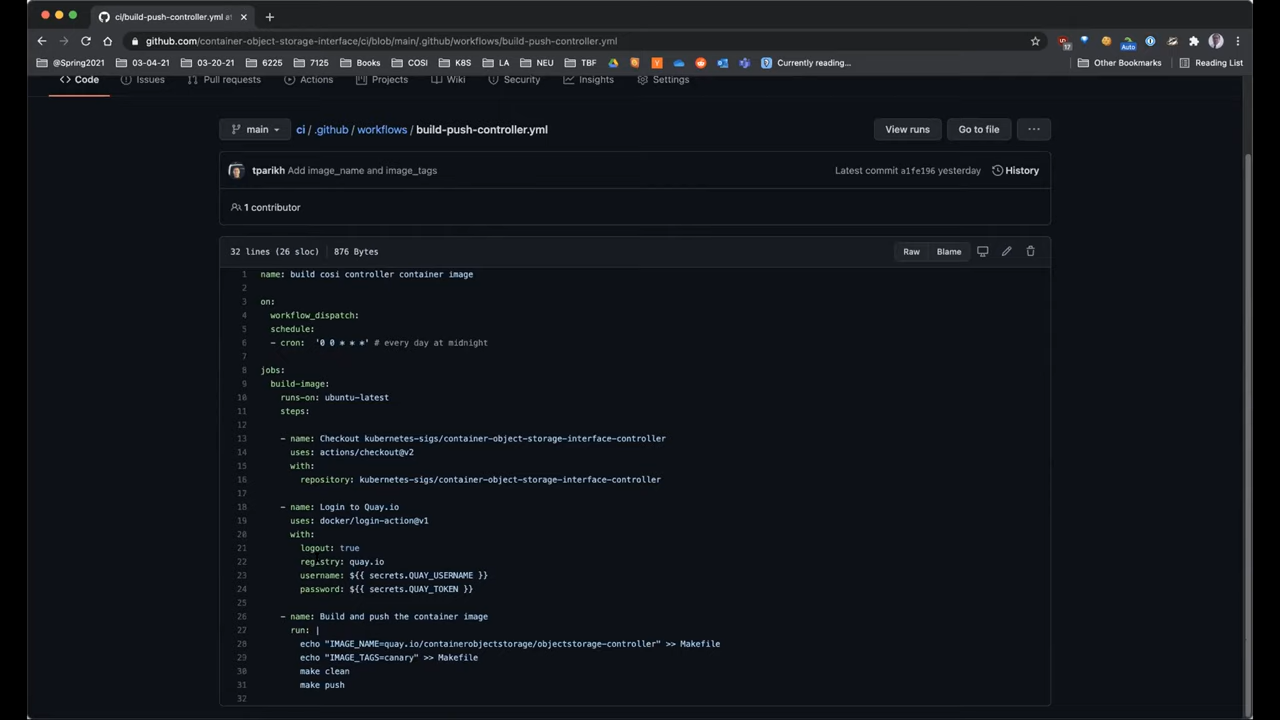 ci/build-push-controller.yml at
github.com/container-object-storage-interface/ci/blob/main/.github/workflows/build-push-controller.yml
17
Auto
@Spring2021 03-04-21 03-20-21 6225 7125 Books COSI K8S LA NEU TBF Currently reading... Other Bookmarks Reading List
Code Issues Pull requests Actions Projects Wiki Security Insights Settings
main ci / .github / workflows / build-push-controller.yml View runs Go to file ...
tparikh Add image_name and image_tags Latest commit a1fe196 yesterday History
1 contributor
32 lines (26 sloc) 876 Bytes Raw Blame
1 name: build cosi controller container image
2
3 on:
4 workflow_dispatch:
5 schedule:
6 - cron: '0 0 * * *' # every day at midnight
7
8 jobs:
9 build-image:
10 runs-on: ubuntu-latest
11 steps:
12
13 - name: Checkout kubernetes-sigs/container-object-storage-interface-controller
14 uses: actions/checkout@v2
15 with:
16 repository: kubernetes-sigs/container-object-storage-interface-controller
17
18 - name: Login to Quay.io
19 uses: docker/login-action@v1
20 with:
21 logout: true
22 registry: quay.io
23 username: ${{ secrets.QUAY_USERNAME }}
24 password: ${{ secrets.QUAY_TOKEN }}
25
26 - name: Build and push the container image
27 run: |
28 echo "IMAGE_NAME=quay.io/containerobjectstorage/objectstorage-controller" >> Makefile
29 echo "IMAGE_TAGS=canary" >> Makefile
30 make clean
31 make push
32